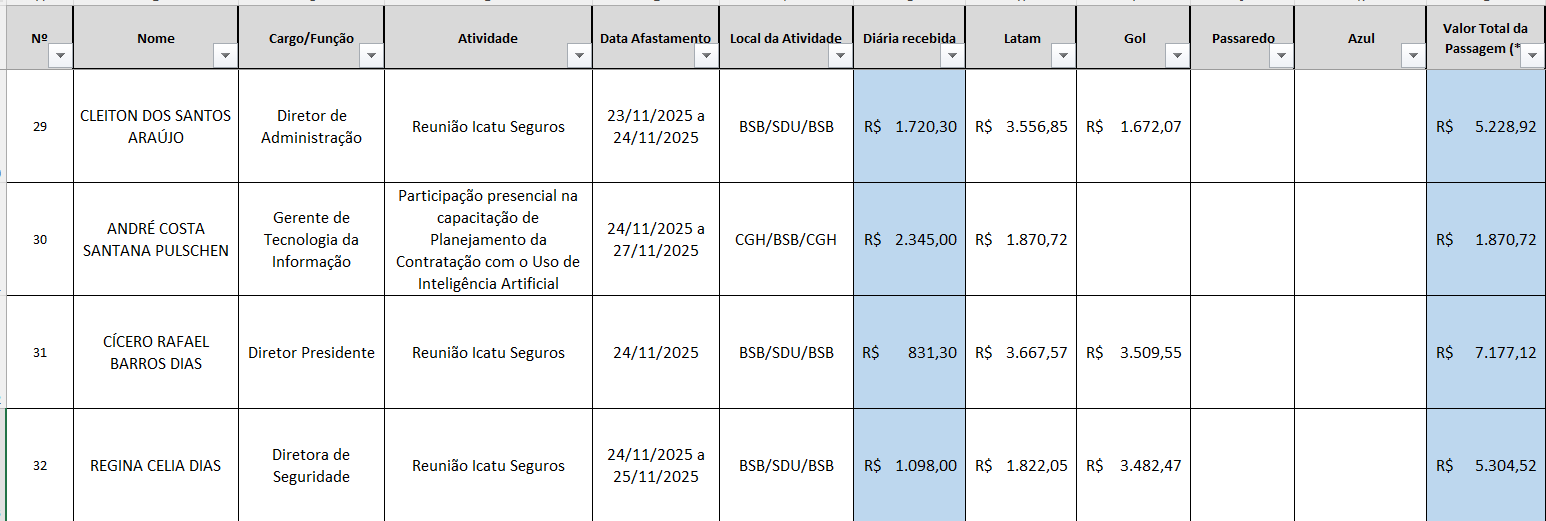 Nº Nome Cargo/Função Atividade Data Afastamento Local da Atividade Diária recebida Latam Gol Passaredo Azul Valor Total da
Passagem (*
29 CLEITON DOS SANTOS
ARAÚJO
Diretor de
Administração
Reunião Icatu Seguros
23/11/2025 a
24/11/2025
BSB/SDU/BSB
R$ 1.720,30
R$ 3.556,85
R$ 1.672,07
R$ 5.228,92
30
ANDRÉ COSTA
SANTANA PULSCHEN
Gerente de
Tecnologia da
Informação
Participação presencial na
capacitação de
Planejamento da
Contratação com o Uso de
Inteligência Artificial
24/11/2025 a
27/11/2025
CGH/BSB/CGH
R$ 2.345,00
R$ 1.870,72
R$ 1.870,72
31
CÍCERO RAFAEL
BARROS DIAS
Diretor Presidente
Reunião Icatu Seguros
24/11/2025
BSB/SDU/BSB
R$ 831,30
R$ 3.667,57
R$ 3.509,55
R$ 7.177,12
32
REGINA CELIA DIAS
Diretora de
Seguridade
Reunião Icatu Seguros
24/11/2025 a
25/11/2025
BSB/SDU/BSB
R$ 1.098,00
R$ 1.822,05
R$ 3.482,47
R$ 5.304,52